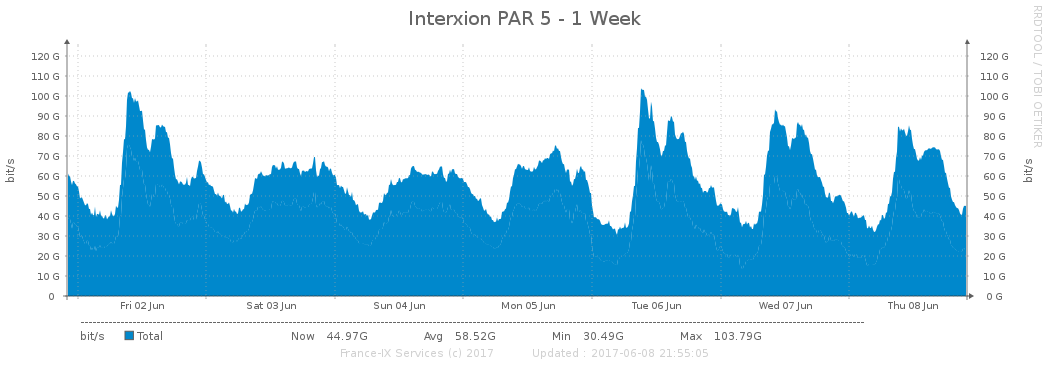 Interxion PAR 5 - 1 Week
RRDTOOL / TOBI OETIKER
bit/s
120 G
110 G
100 G
90 G
80 G
70 G
60 G
50 G
40 G
30 G
20 G
10 G
0
120 G
110 G
100 G
90 G
80 G
70 G
60 G
50 G
40 G
30 G
20 G
10 G
0 G
bit/s
Fri 02 Jun Sat 03 Jun Sun 04 Jun Mon 05 Jun Tue 06 Jun Wed 07 Jun Thu 08 Jun
bit/s Total Now 44.97G Avg 58.52G Min 30.49G Max 103.79G
France-IX Services (c) 2017 Updated : 2017-06-08 21:55:05